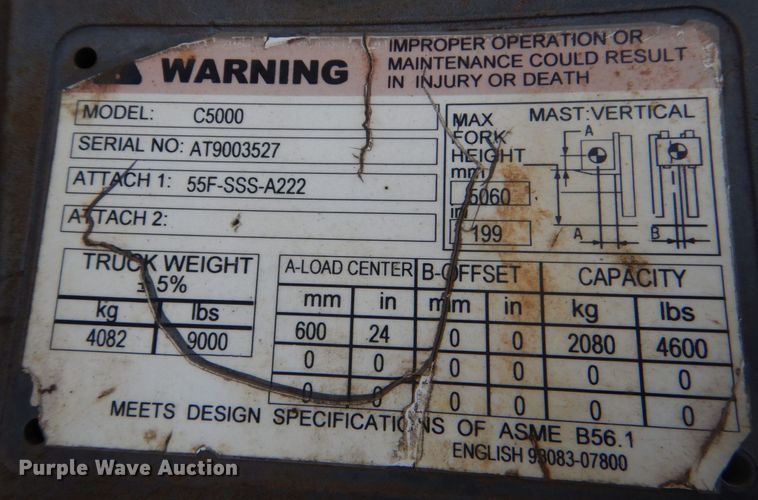 WARNING
IMPROPER OPERATION OR
MAINTENANCE COULD RESULT
IN INJURY OR DEATH
MODEL: C5000
SERIAL NO: AT9003527
ATTACH 1: 55F-SSS-A222
ATTACH 2:
MAX
FORK
HEIGHT
mm
5060
in
199
MAST:VERTICAL
A
A B
TRUCK WEIGHT
± 5%
kg lbs
4082 9000
A-LOAD CENTER B-OFFSET CAPACITY
mm in mm in kg lbs
600 24 0 0 2080 4600
0 0 0 0 0 0
0 0 0 0 0 0
MEETS DESIGN SPECIFICATIONS OF ASME B56.1
ENGLISH 93083-07800
Purple Wave Auction